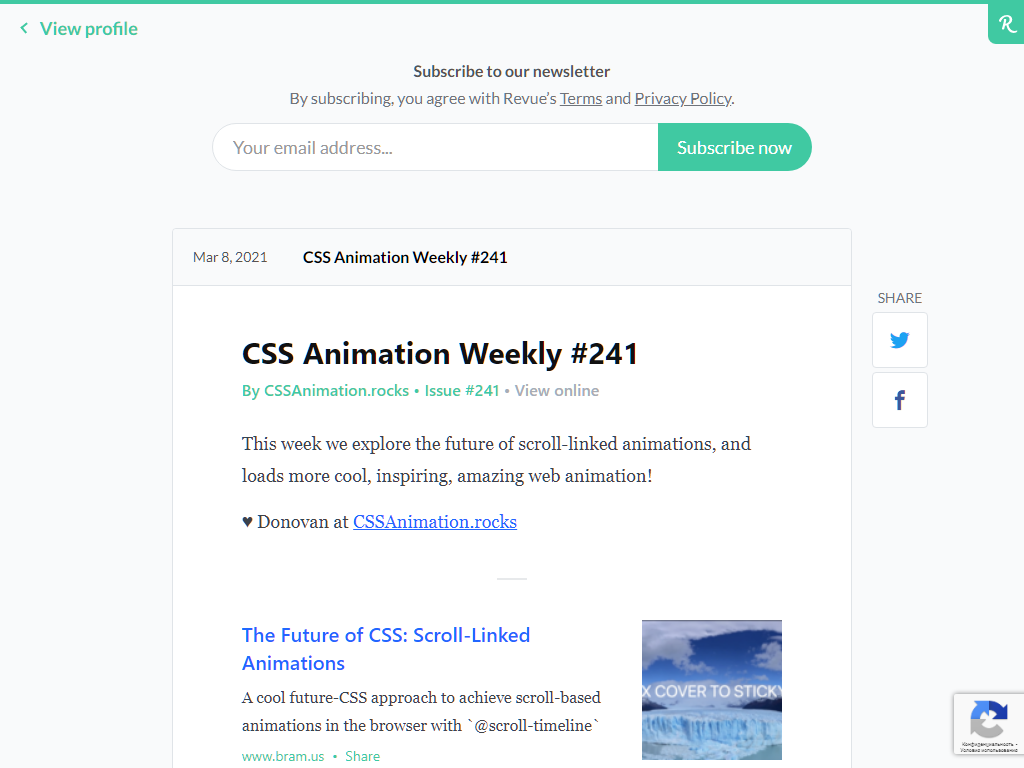 View profile
Subscribe to our newsletter
By subscribing, you agree with Revue’s Terms and Privacy Policy.
Your email address...
Subscribe now
Mar 8, 2021
CSS Animation Weekly #241
SHARE
CSS Animation Weekly #241
By CSSAnimation.rocks • Issue #241 • View online
This week we explore the future of scroll-linked animations, and
loads more cool, inspiring, amazing web animation!
♥ Donovan at CSSAnimation.rocks
The Future of CSS: Scroll-Linked
Animations
A cool future-CSS approach to achieve scroll-based
animations in the browser with `@scroll-timeline`
www.bram.us • Share
X COVER TO STICKY
Конфиденциальность -
Условия использования